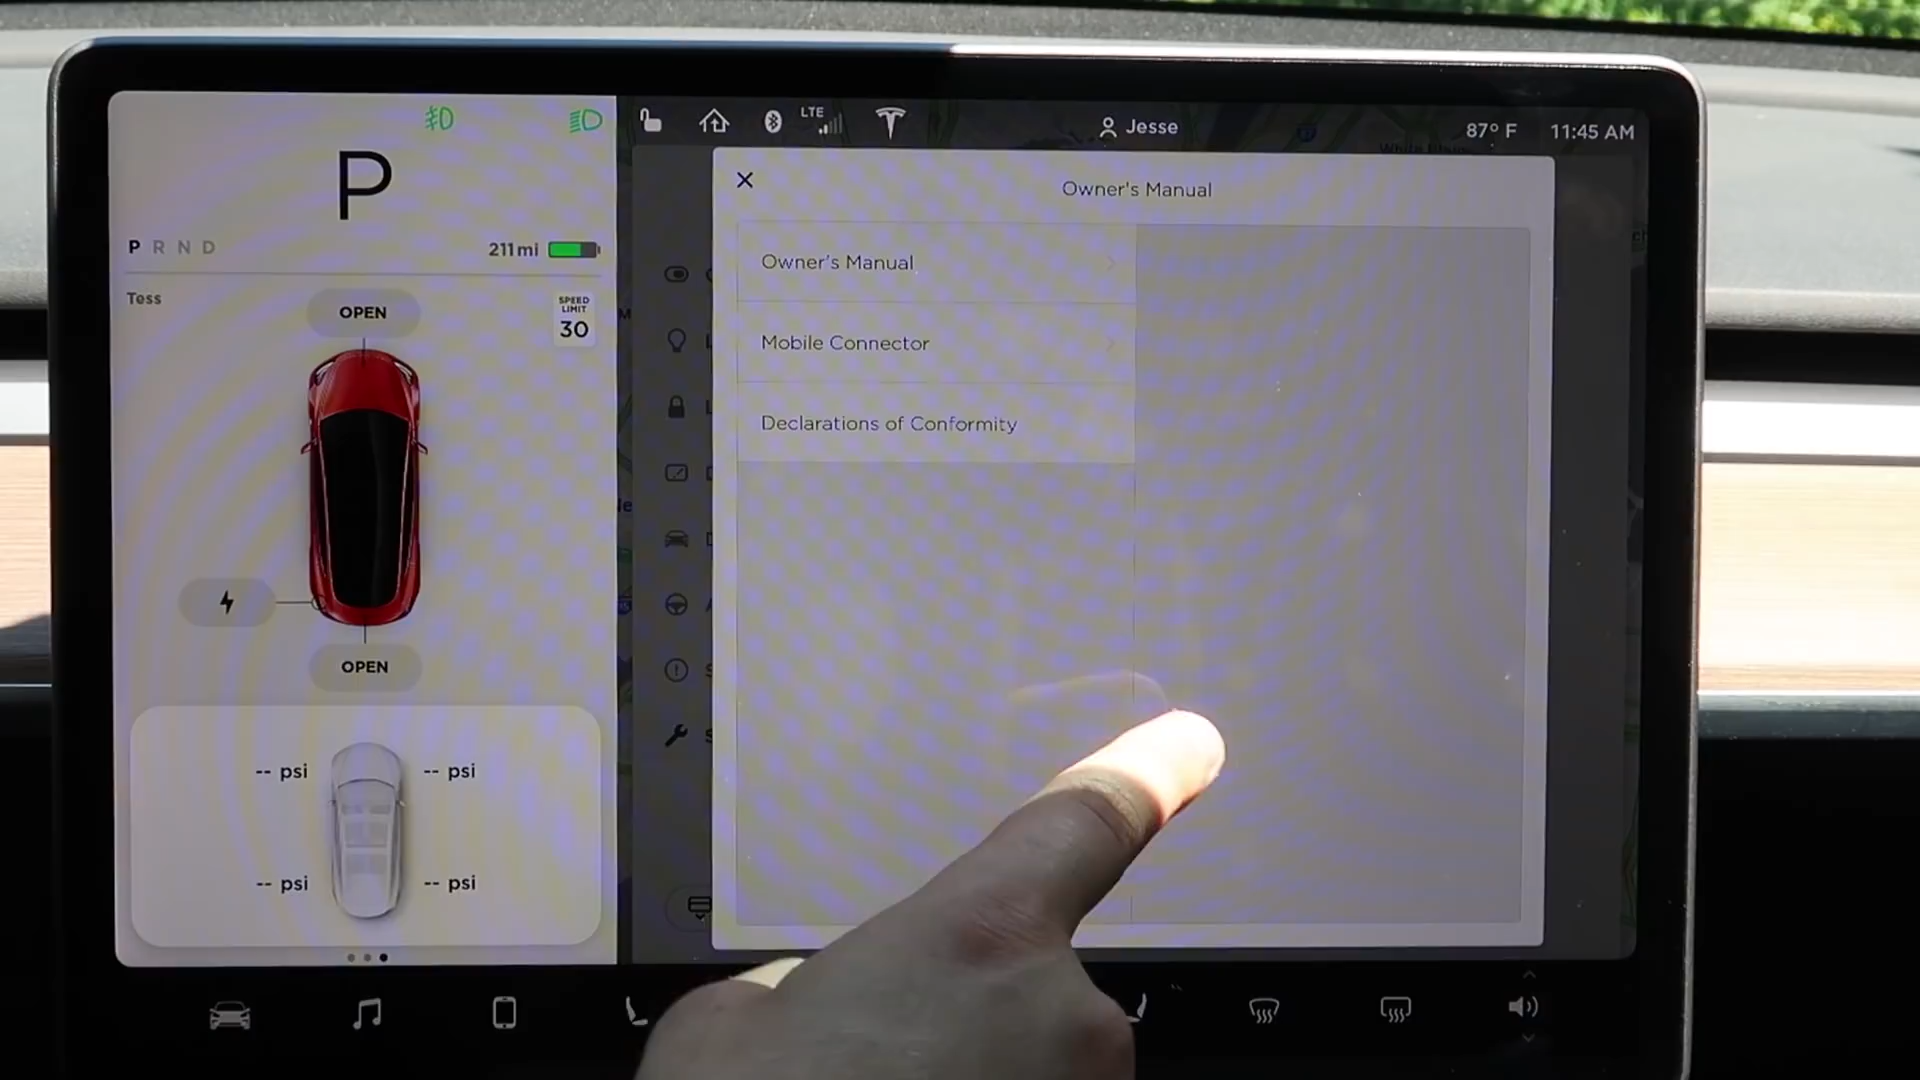 LTE
Jesse
87° F 11:45 AM
P
P R N D
211 mi
Tess
SPEED
LIMIT
30
OPEN
OPEN
-- psi -- psi
-- psi -- psi
Owner's Manual
Owner's Manual
Mobile Connector
Declarations of Conformity